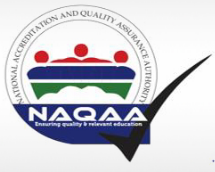 NATIONAL ACCREDITATION AND QUALITY ASSURANCE AUTHORITY
NAQAA
Ensuring quality & relevant education